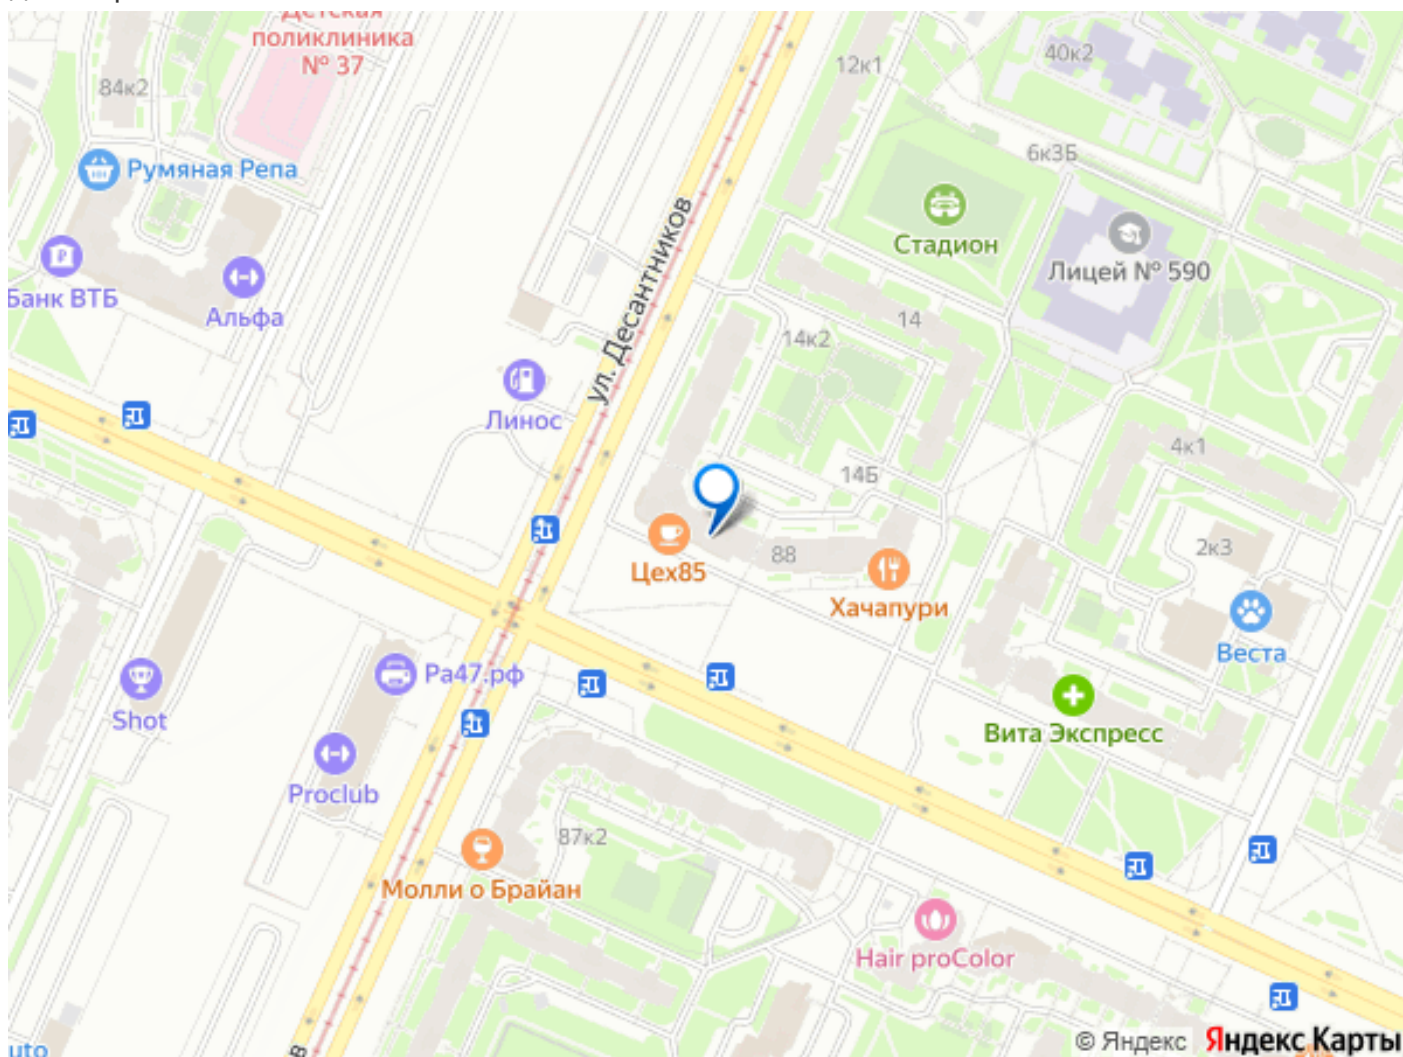 Детская
поликлиника
№ 37
84к2
12к1
40к2
6к3Б
Румяная Репа
Стадион
Лицей № 590
Банк ВТБ
Альфа
ул. Десантников
14
14к2
Линос
4к1
14Б
88
2к3
Цех85
Хачапури
Веста
Ра47.рф
Shot
Вита Экспресс
Proclub
87к2
Молли о Брайан
Hair proColor
© Яндекс Яндекс Карты